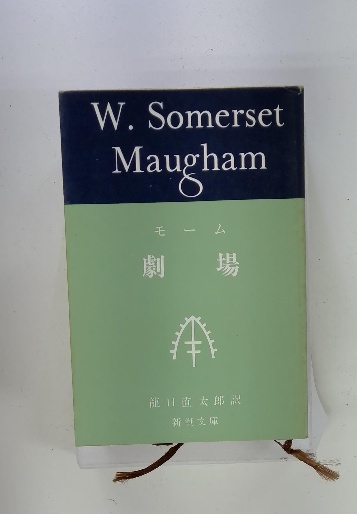 W. Somerset
Maugham
モーム
劇場
龍口直太郎訳
新潮文庫